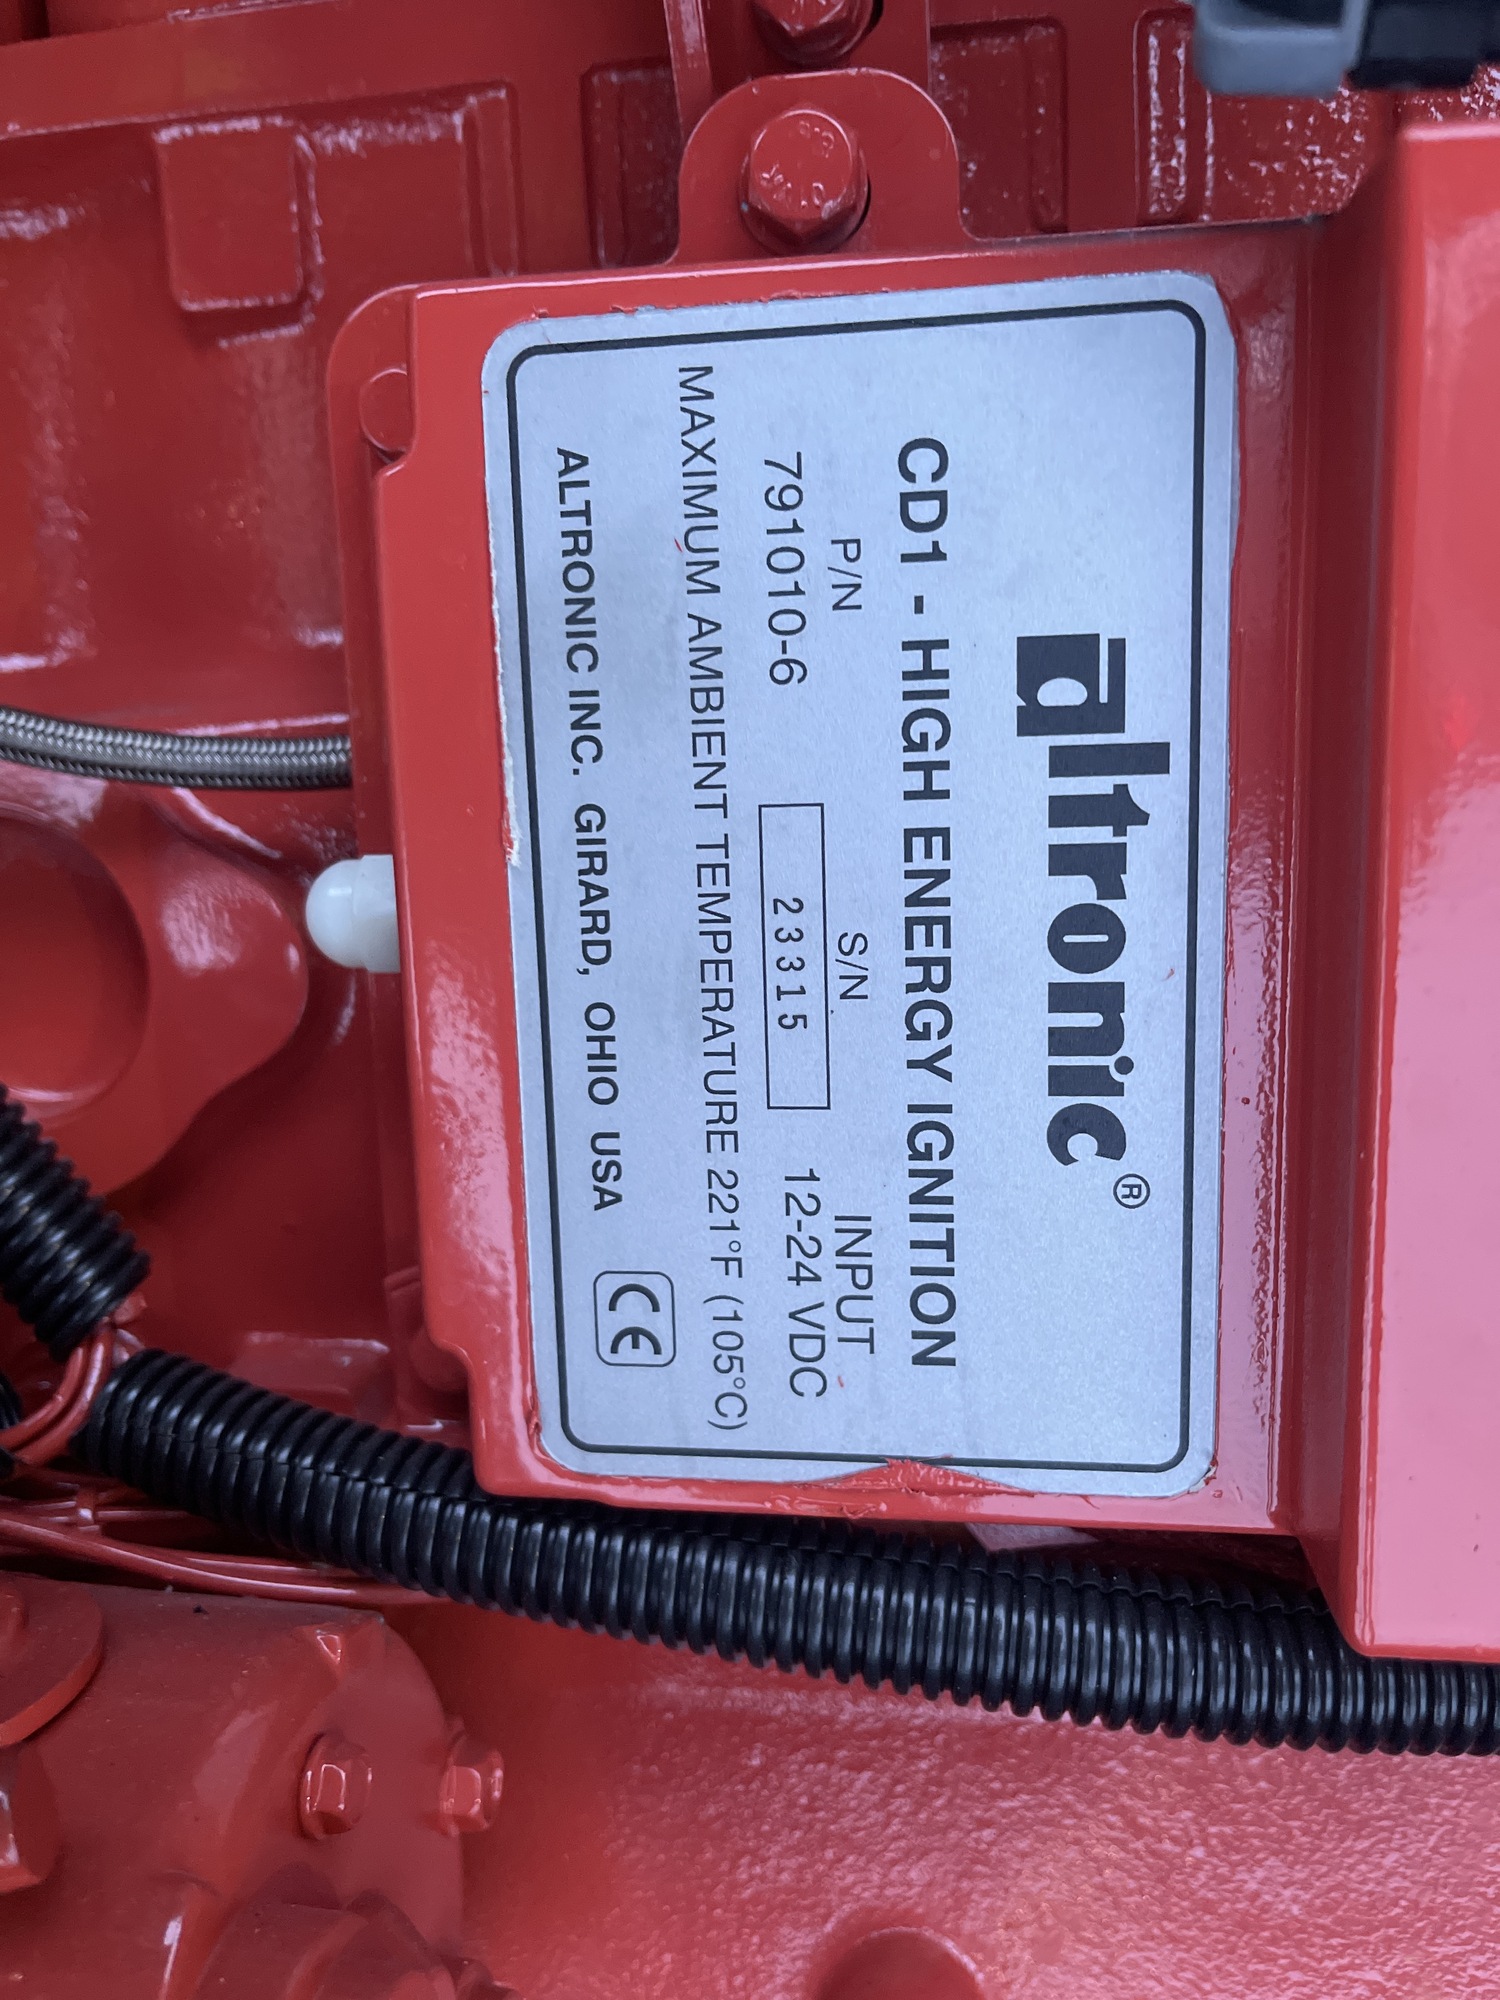 altronic®
CD1 - HIGH ENERGY IGNITION
P/N S/N INPUT
791010-6 23315 12-24 VDC
MAXIMUM AMBIENT TEMPERATURE 221°F (105°C)
ALTRONIC INC. GIRARD, OHIO USA CE